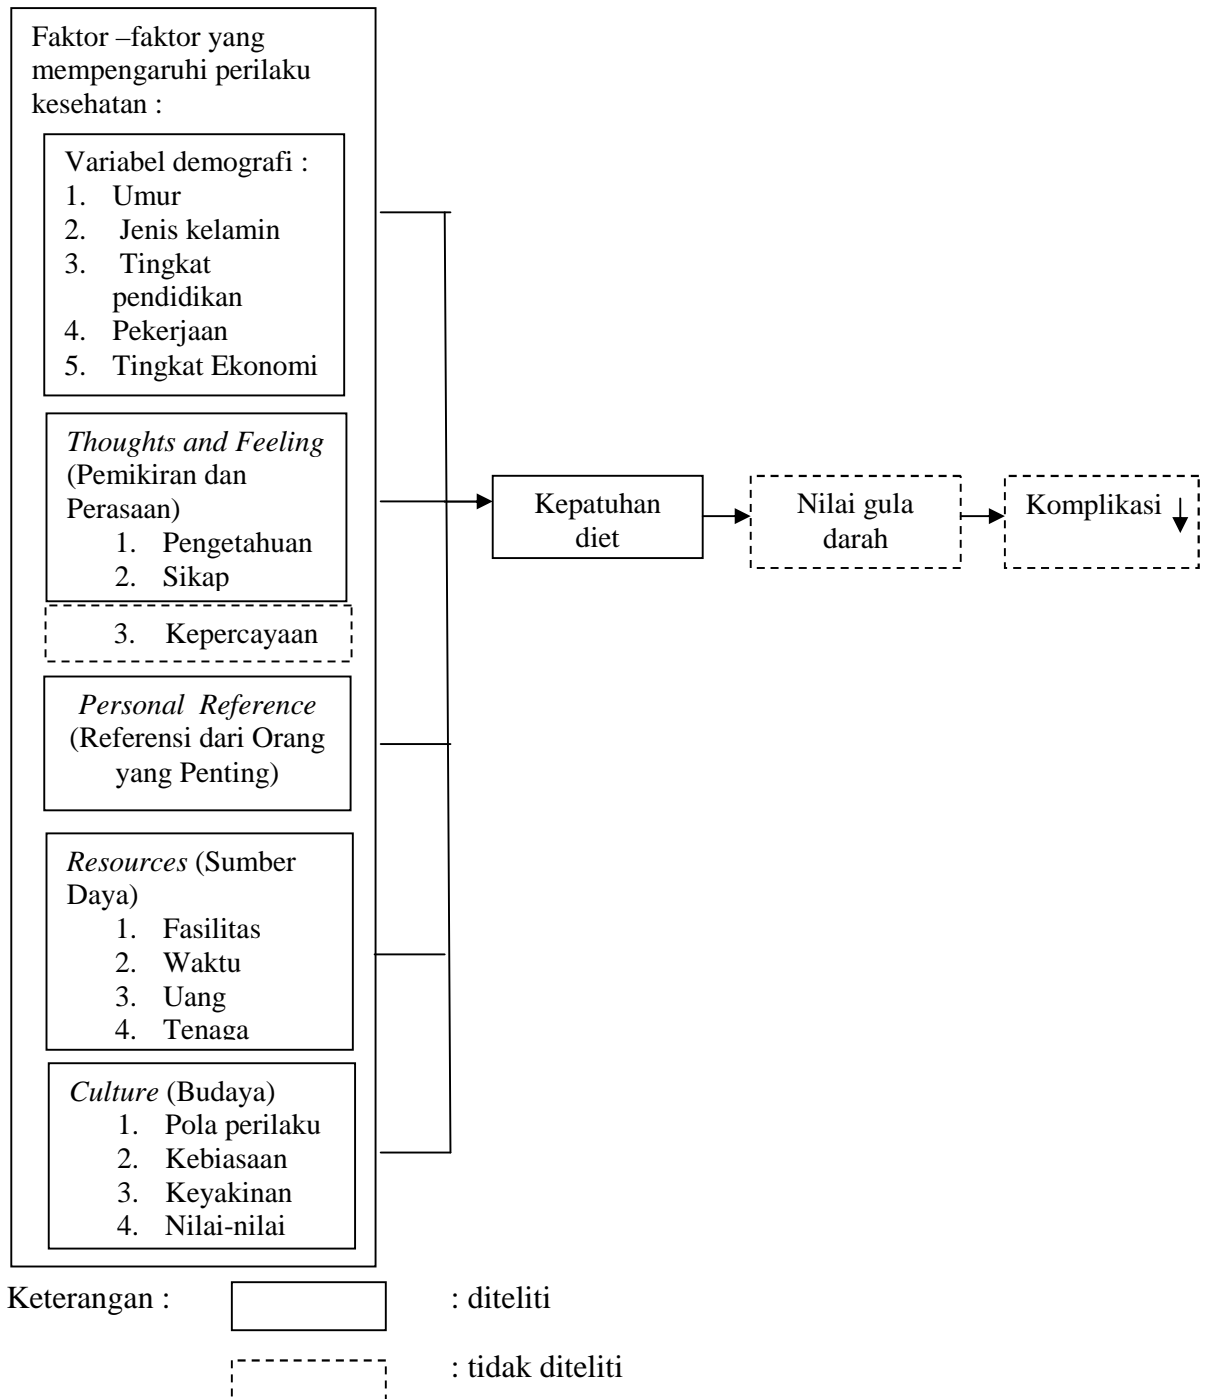 Faktor –faktor yang
mempengaruhi perilaku
kesehatan :
Variabel demografi :
1. Umur
2. Jenis kelamin
3. Tingkat
pendidikan
4. Pekerjaan
5. Tingkat Ekonomi
Thoughts and Feeling
(Pemikiran dan
Perasaan)
1. Pengetahuan
2. Sikap
3. Kepercayaan
Personal Reference
(Referensi dari Orang
yang Penting)
Resources (Sumber
Daya)
1. Fasilitas
2. Waktu
3. Uang
4. Tenaga
Culture (Budaya)
1. Pola perilaku
2. Kebiasaan
3. Keyakinan
4. Nilai-nilai
Kepatuhan
diet
Nilai gula
darah
Komplikasi
Keterangan :
: diteliti
: tidak diteliti